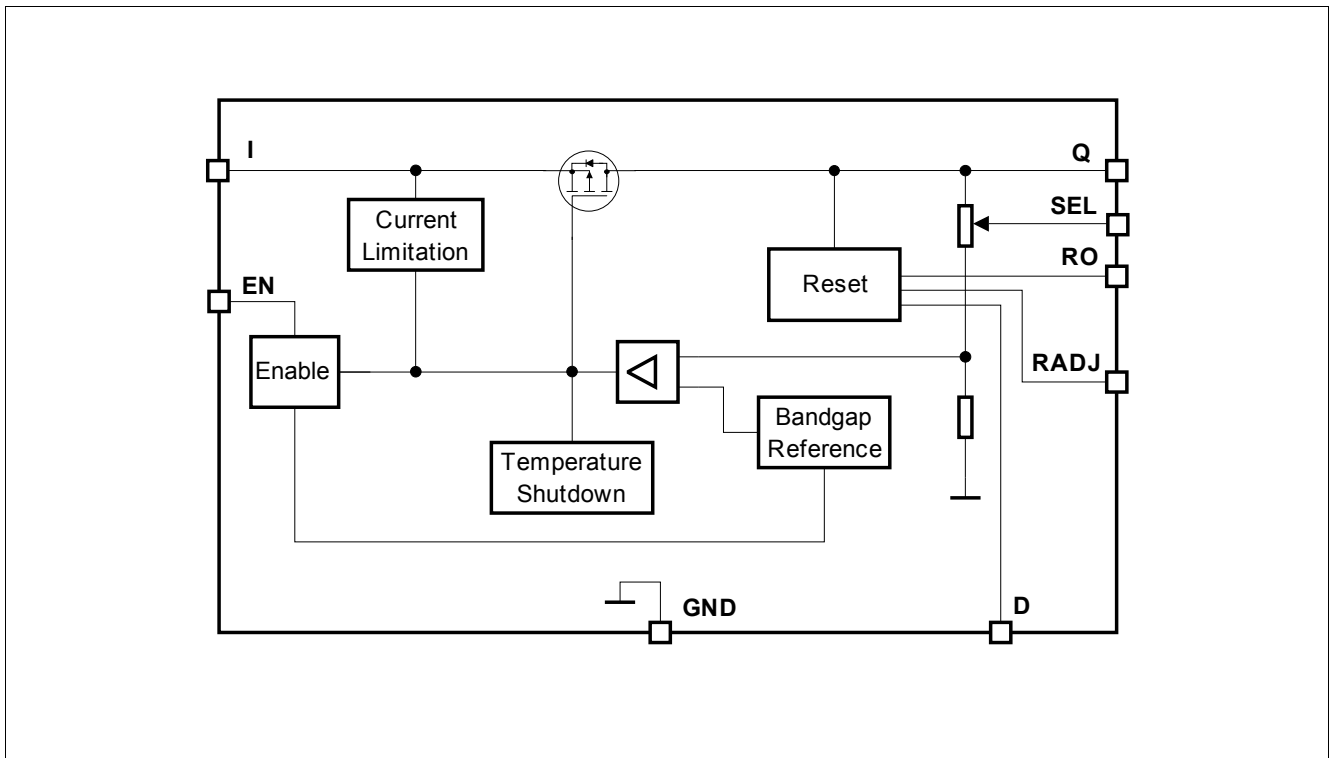 I
Q
Current
Limitation
SEL
RO
Reset
EN
Enable
RADJ
Bandgap
Reference
Temperature
Shutdown
GND
D